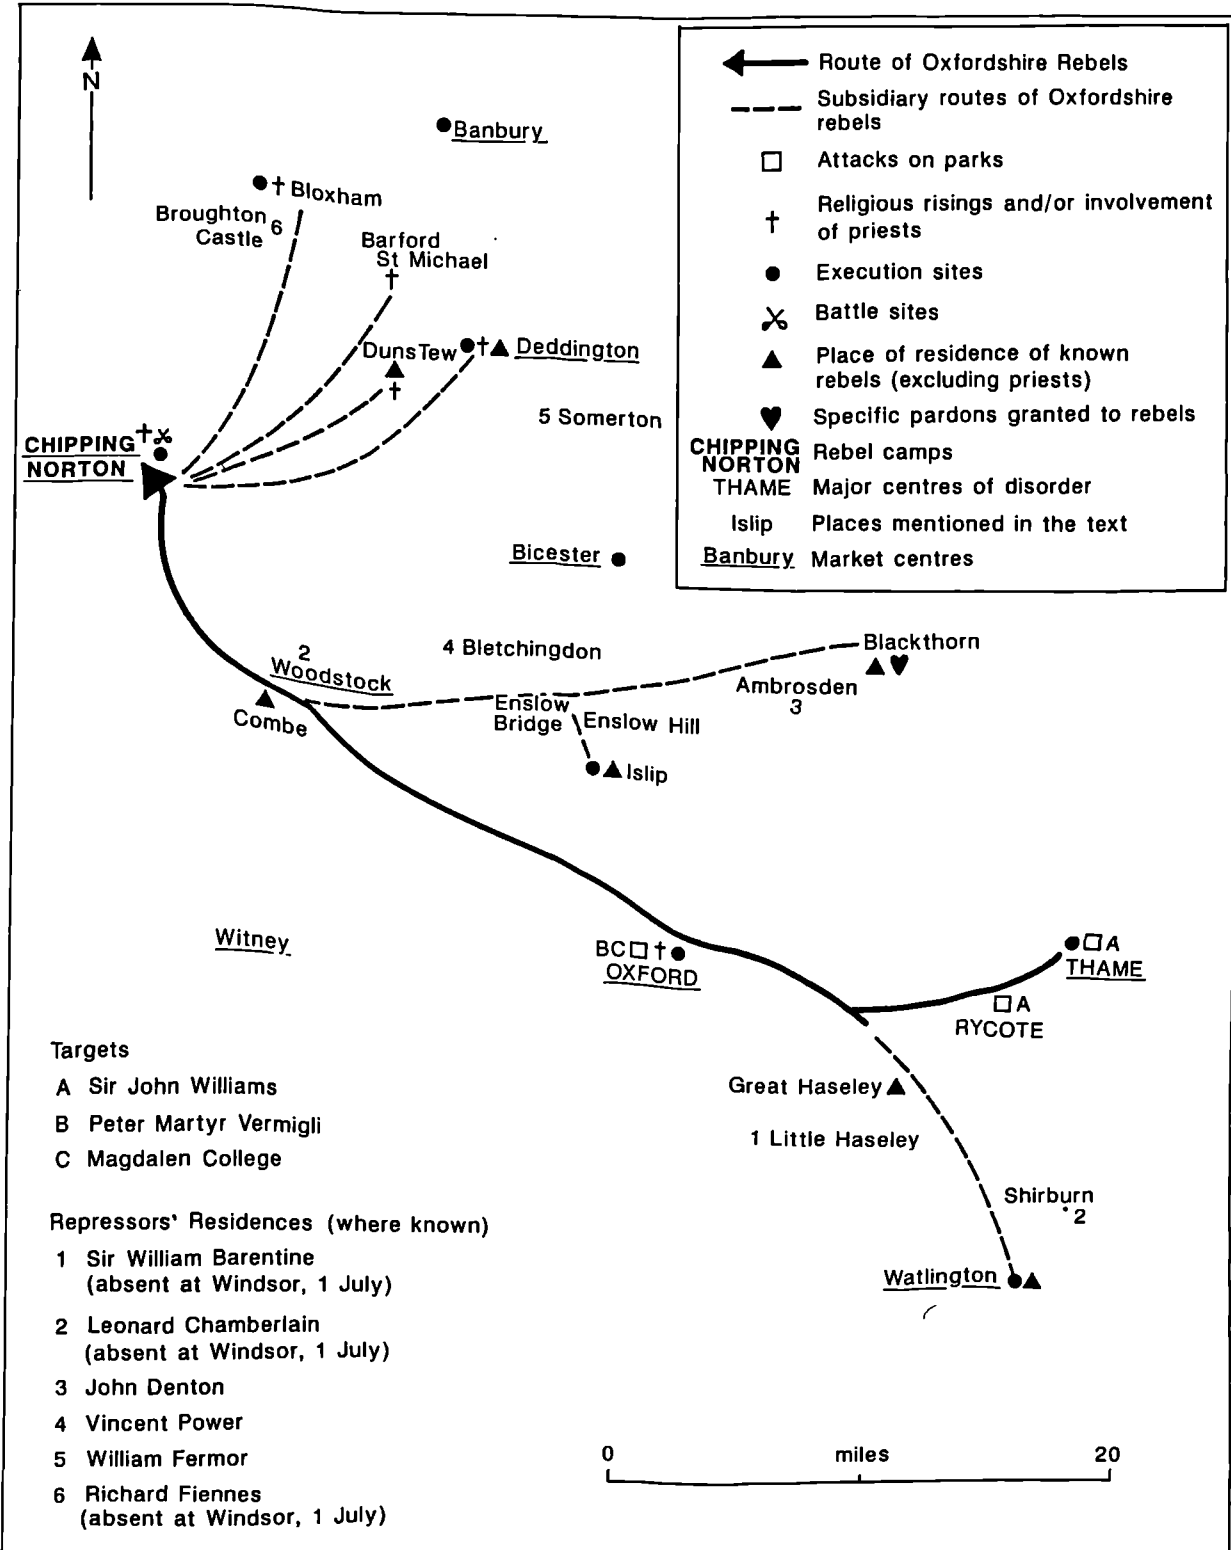 N
Banbury
Bloxham
Broughton 6
Castle
Barford
St Michael
Duns Tew
Deddington
5 Somerton
CHIPPING
NORTON
Bicester
2
Woodstock
4 Bletchingdon
Blackthorn
Ambrosden
3
Combe
Enslow
Bridge
Enslow Hill
Islip
Witney
BC
OXFORD
A
THAME
A
RYCOTE
Great Haseley
1 Little Haseley
Shirburn
2
Watlington
Route of Oxfordshire Rebels
Subsidiary routes of Oxfordshire
rebels
Attacks on parks
Religious risings and/or involvement
of priests
Execution sites
Battle sites
Place of residence of known
rebels (excluding priests)
Specific pardons granted to rebels
CHIPPING
NORTON Rebel camps
THAME Major centres of disorder
Islip Places mentioned in the text
Banbury Market centres
Targets
A Sir John Williams
B Peter Martyr Vermigli
C Magdalen College
Repressors' Residences (where known)
1 Sir William Barentine
(absent at Windsor, 1 July)
2 Leonard Chamberlain
(absent at Windsor, 1 July)
3 John Denton
4 Vincent Power
5 William Fermor
6 Richard Fiennes
(absent at Windsor, 1 July)
0 miles 20